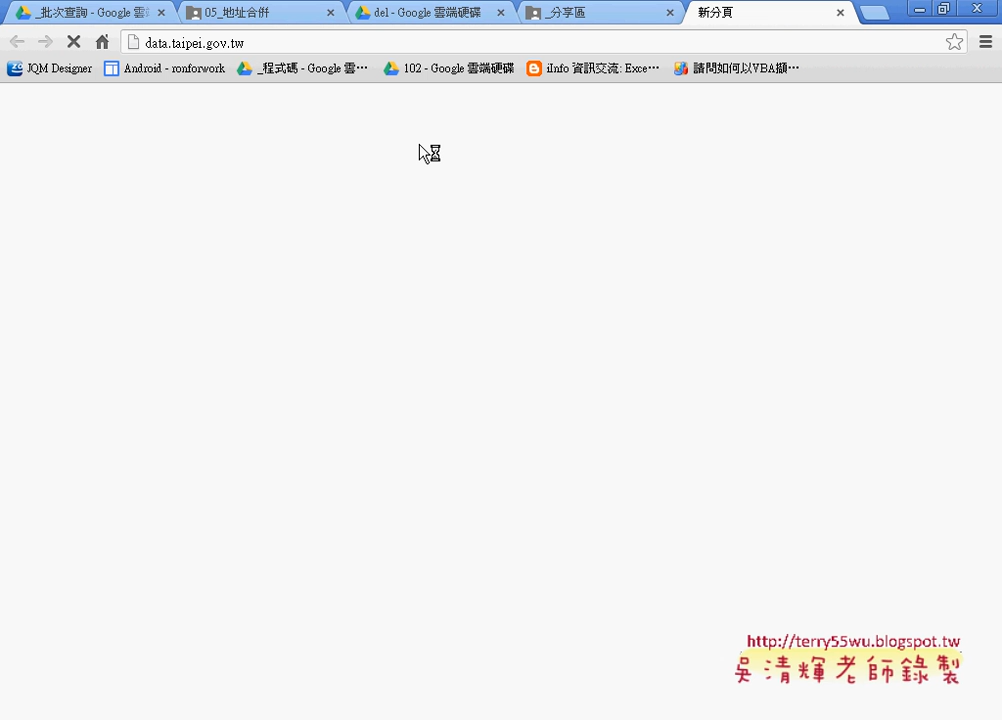 _批次查詢 - Google 雲
05_地址合併
del - Google 雲端硬碟
_分享區
新分頁
data.taipei.gov.tw
JQM Designer
Android - ronforwork
_程式碼 - Google 雲…
102 - Google 雲端硬碟
iInfo 資訊交流: Exce…
請問如何以VBA擷…
http://terry55wu.blogspot.tw
吳清輝老師錄製